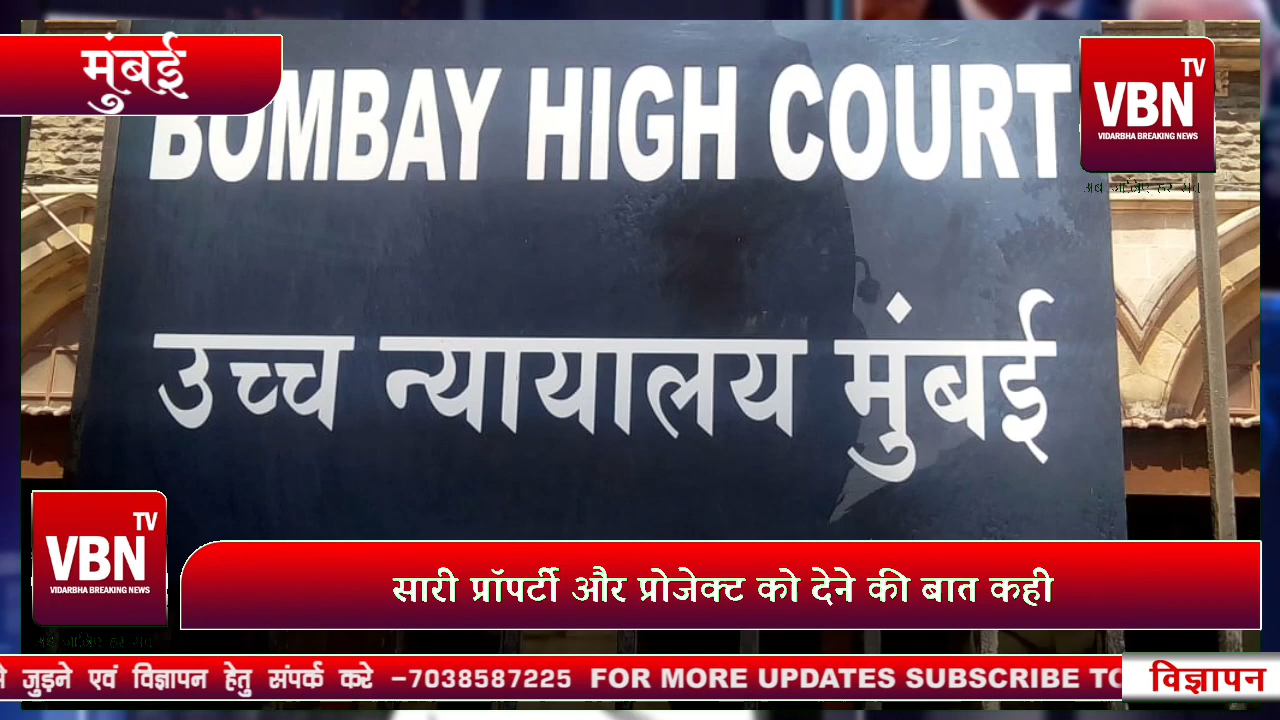 मुंबई
BOMBAY HIGH COURT
TV
VBN
VIDARBHA BREAKING NEWS
उच्च न्यायालय मुंबई
TV
VBN
VIDARBHA BREAKING NEWS
सारी प्रॉपर्टी और प्रोजेक्ट को देने की बात कही
से जुड़ने एवं विज्ञापन हेतु संपर्क करे -7038587225 FOR MORE UPDATES SUBSCRIBE TO
विज्ञापन